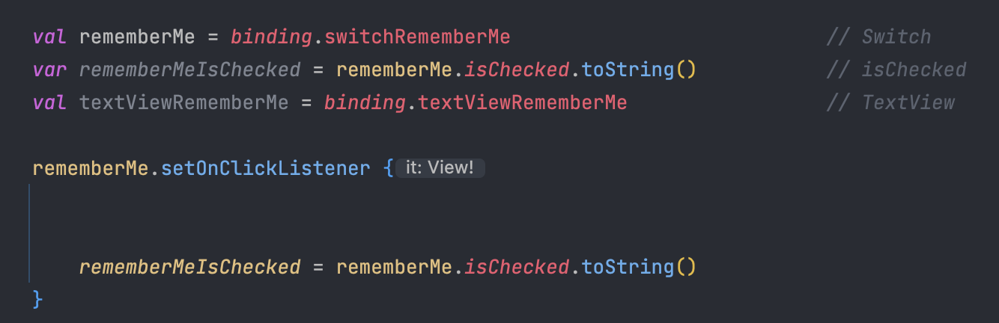 val rememberMe = binding.switchRememberMe // Switch
var rememberMeIsChecked = rememberMe.isChecked.toString() // isChecked
val textViewRememberMe = binding.textViewRememberMe // TextView
rememberMe.setOnClickListener { it: View!
rememberMeIsChecked = rememberMe.isChecked.toString()
}